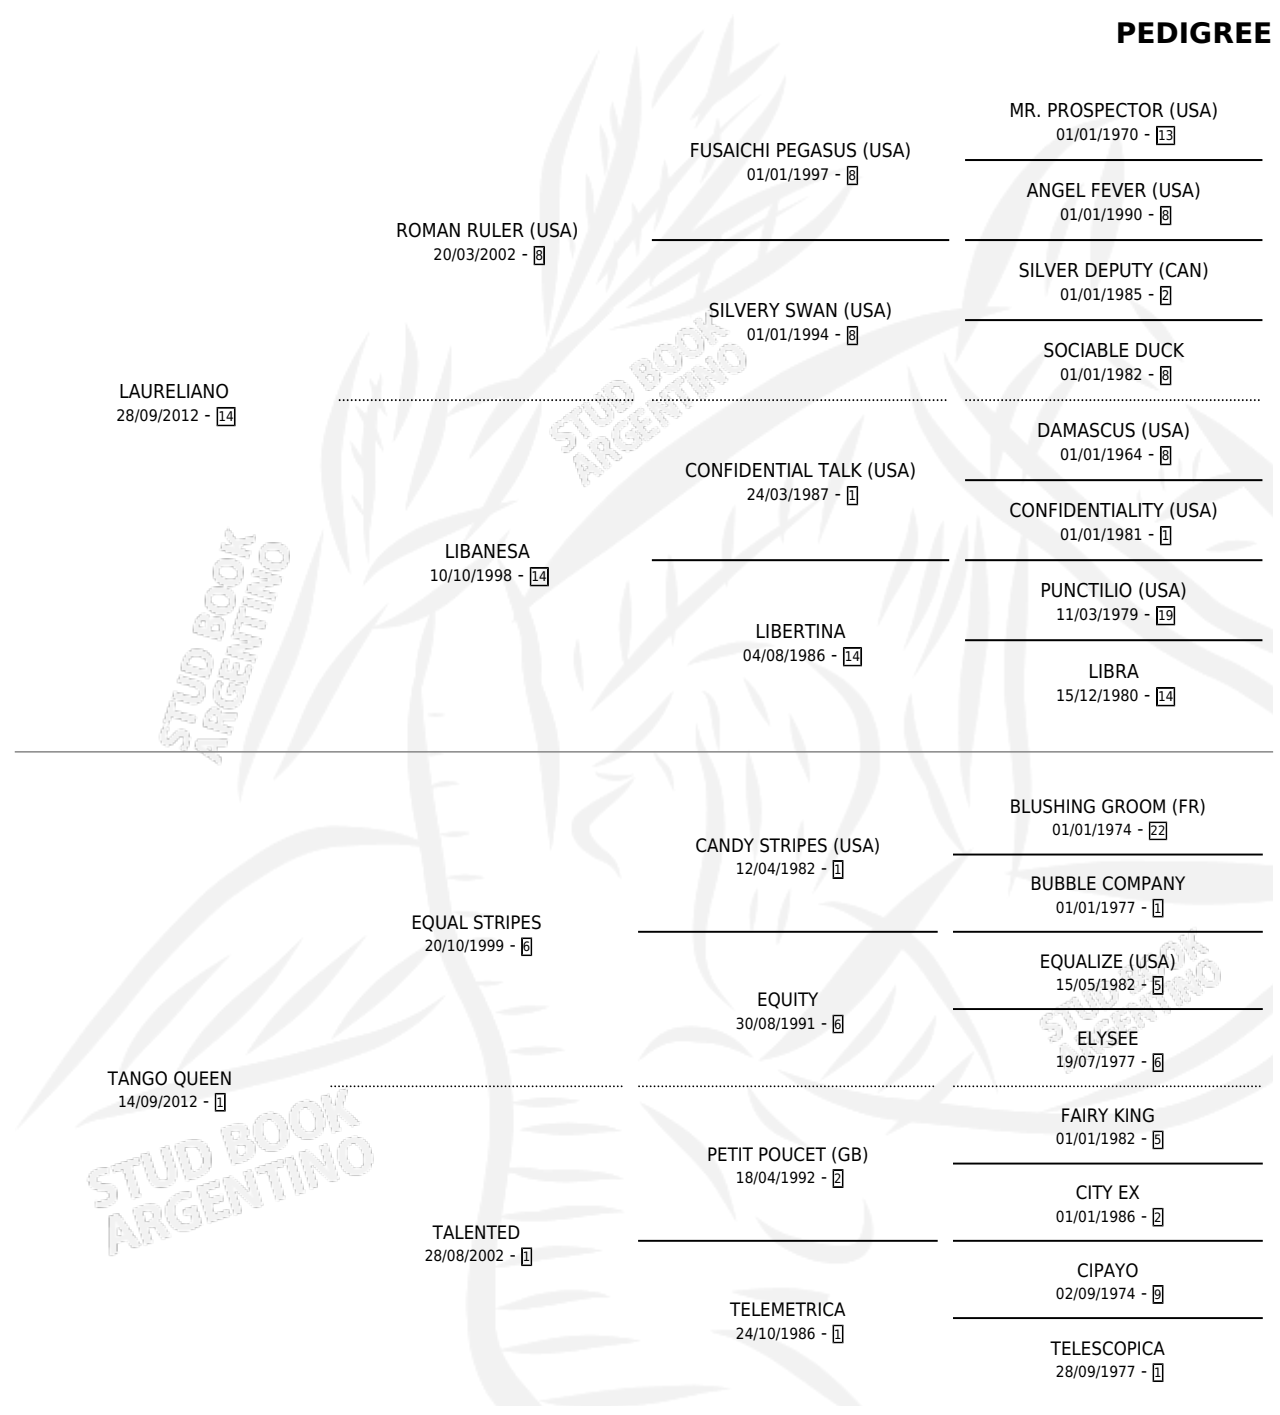 PEDIGREE
MR. PROSPECTOR (USA)
01/01/1970 - 13
FUSAICHI PEGASUS (USA)
01/01/1997 - 8
ANGEL FEVER (USA)
01/01/1990 - 8
ROMAN RULER (USA)
20/03/2002 - 8
SILVER DEPUTY (CAN)
01/01/1985 - 2
SILVERY SWAN (USA)
01/01/1994 - 8
SOCIABLE DUCK
01/01/1982 - 8
LAURELIANO
28/09/2012 - 14
STUD BOOK
ARGENTINO
DAMASCUS (USA)
01/01/1964 - 8
CONFIDENTIAL TALK (USA)
24/03/1987 - 1
CONFIDENTIALITY (USA)
01/01/1981 - 1
LIBANESA
10/10/1998 - 14
PUNCTILIO (USA)
11/03/1979 - 19
LIBERTINA
04/08/1986 - 14
LIBRA
15/12/1980 - 14
STUD BOOK
ARGENTINO
BLUSHING GROOM (FR)
01/01/1974 - 22
CANDY STRIPES (USA)
12/04/1982 - 1
BUBBLE COMPANY
01/01/1977 - 1
EQUAL STRIPES
20/10/1999 - 6
EQUALIZE (USA)
15/05/1982 - 5
EQUITY
30/08/1991 - 6
STUD BOOK
ARGENTINO
ELYSEE
19/07/1977 - 6
TANGO QUEEN
14/09/2012 - 1
FAIRY KING
01/01/1982 - 5
PETIT POUCET (GB)
18/04/1992 - 2
CITY EX
01/01/1986 - 2
STUD BOOK
ARGENTINO
TALENTED
28/08/2002 - 1
CIPAYO
02/09/1974 - 9
TELEMETRICA
24/10/1986 - 1
TELESCOPICA
28/09/1977 - 1